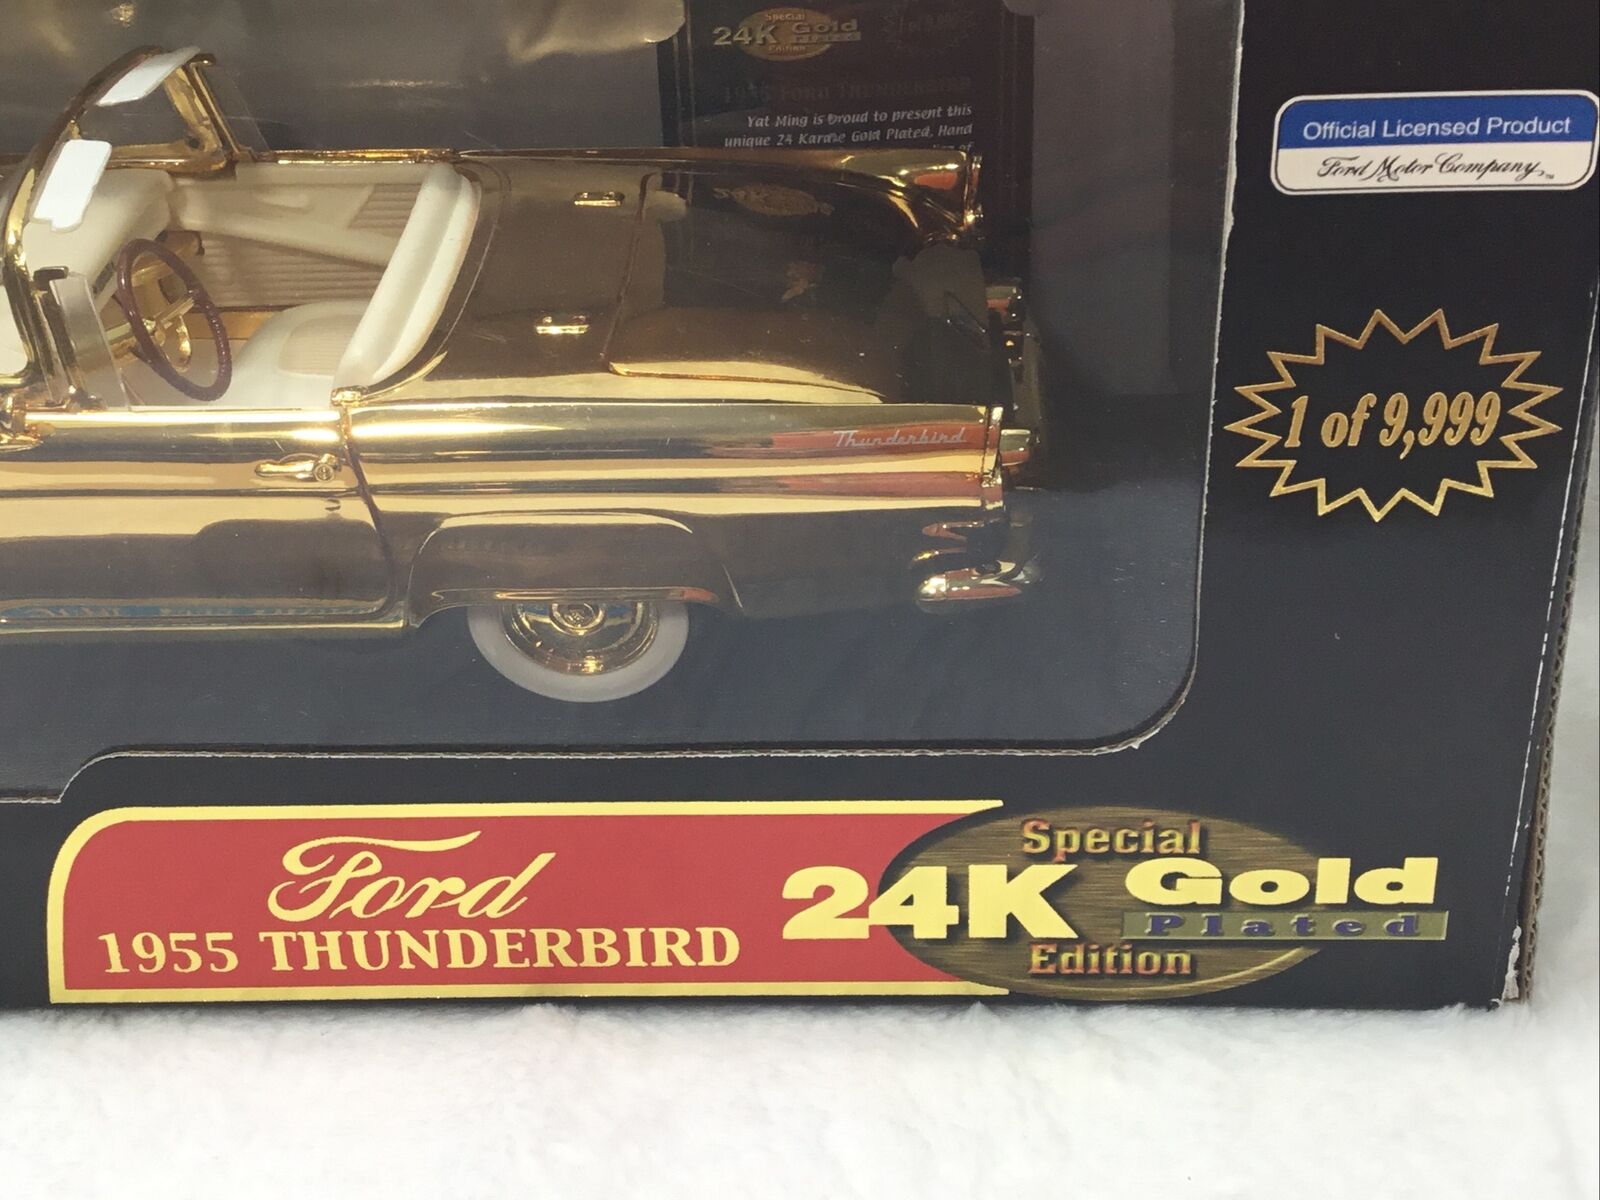 Special
24K Gold
Plated
Edition
1955 FORD THUNDERBIRD
Yat Ming is proud to present this
unique 24 Karate Gold Plated, Hand
of
Official Licensed Product
Ford Motor Company
Thunderbird
1 of 9,999
Ford
1955 THUNDERBIRD
Special
24K Gold
Plated
Edition